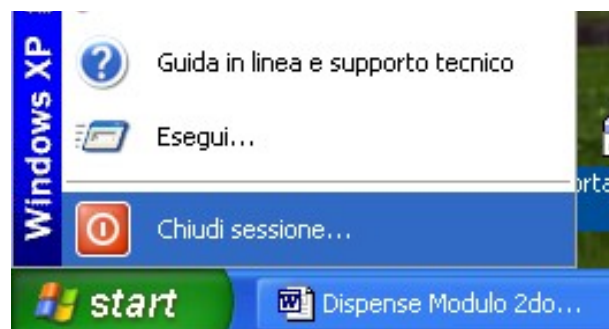 Windows XP
Guida in linea e supporto tecnico
Esegui...
Chiudi sessione...
start
Dispense Modulo 2do...